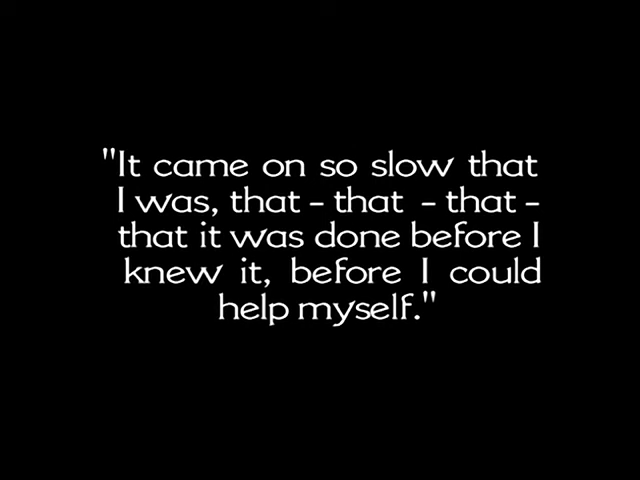 "It came on so slow that
I was, that - that - that -
that it was done before I
knew it, before I could
help myself."